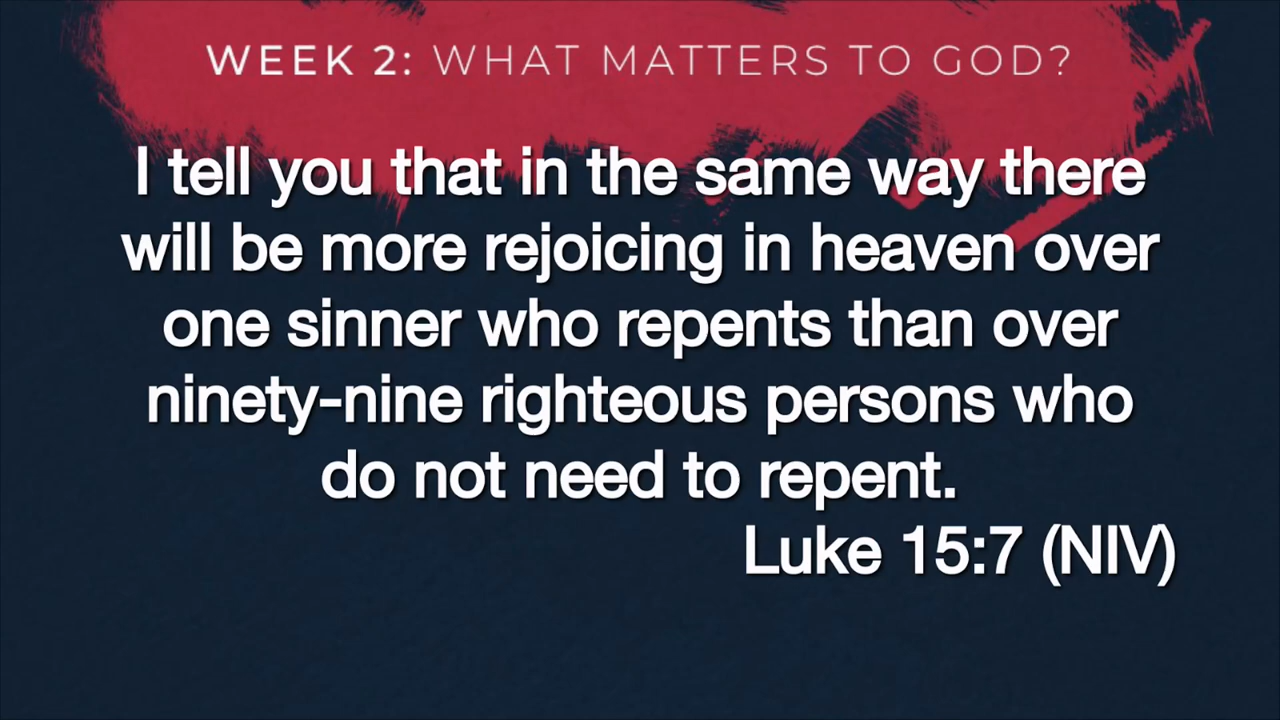 WEEK 2: WHAT MATTERS TO GOD?
I tell you that in the same way there
will be more rejoicing in heaven over
one sinner who repents than over
ninety-nine righteous persons who
do not need to repent.
Luke 15:7 (NIV)